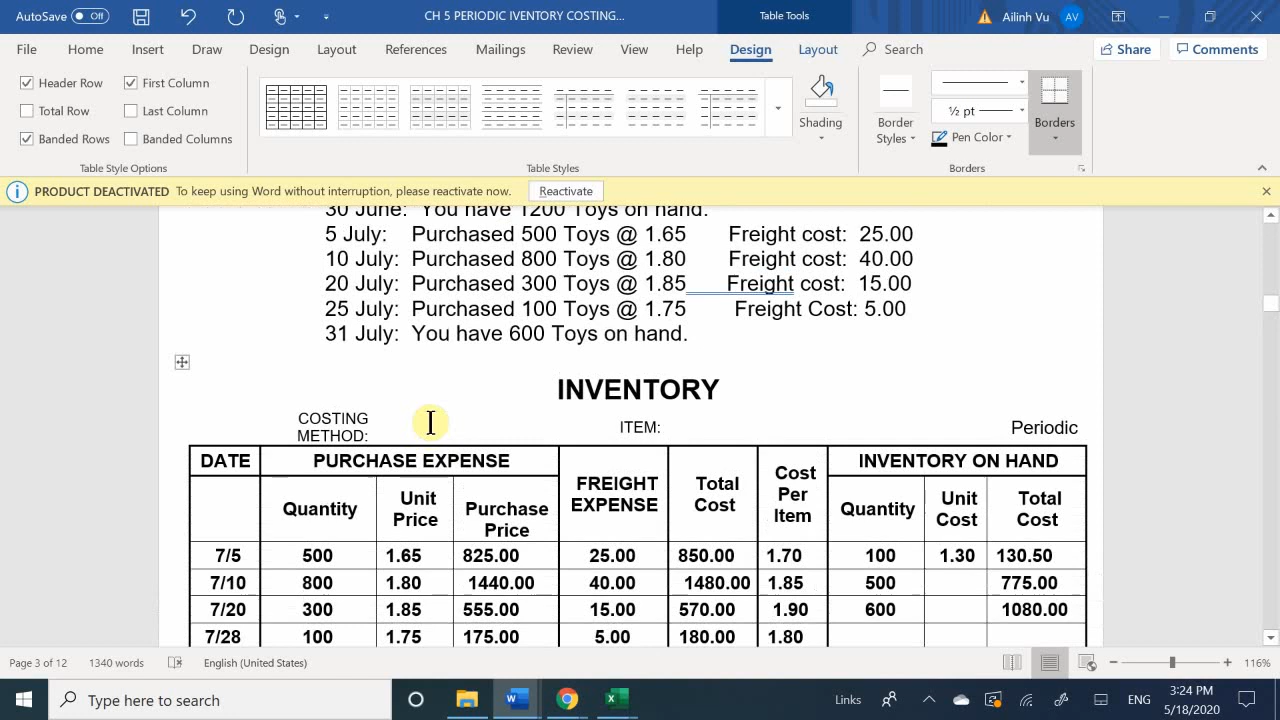 AutoSave Off
CH 5 PERIODIC IVENTORY COSTING...
Table Tools
Ailinh Vu AV
File Home Insert Draw Design Layout References Mailings Review View Help Design Layout Search Share Comments
Header Row First Column
Total Row Last Column
Banded Rows Banded Columns
Table Style Options
Table Styles
Shading
Border Styles
½ pt
Pen Color
Borders
Borders
PRODUCT DEACTIVATED To keep using Word without interruption, please reactivate now. Reactivate
30 June: You have 1200 Toys on hand.
5 July: Purchased 500 Toys @ 1.65 Freight cost: 25.00
10 July: Purchased 800 Toys @ 1.80 Freight cost: 40.00
20 July: Purchased 300 Toys @ 1.85 Freight cost: 15.00
25 July: Purchased 100 Toys @ 1.75 Freight Cost: 5.00
31 July: You have 600 Toys on hand.
INVENTORY
COSTING METHOD: ITEM: Periodic
DATE PURCHASE EXPENSE FREIGHT EXPENSE Total Cost Cost Per Item INVENTORY ON HAND
Quantity Unit Price Purchase Price Quantity Unit Cost Total Cost
7/5 500 1.65 825.00 25.00 850.00 1.70 100 1.30 130.50
7/10 800 1.80 1440.00 40.00 1480.00 1.85 500 775.00
7/20 300 1.85 555.00 15.00 570.00 1.90 600 1080.00
7/28 100 1.75 175.00 5.00 180.00 1.80
Page 3 of 12 1340 words English (United States) 116%
Type here to search Links ENG 3:24 PM
5/18/2020